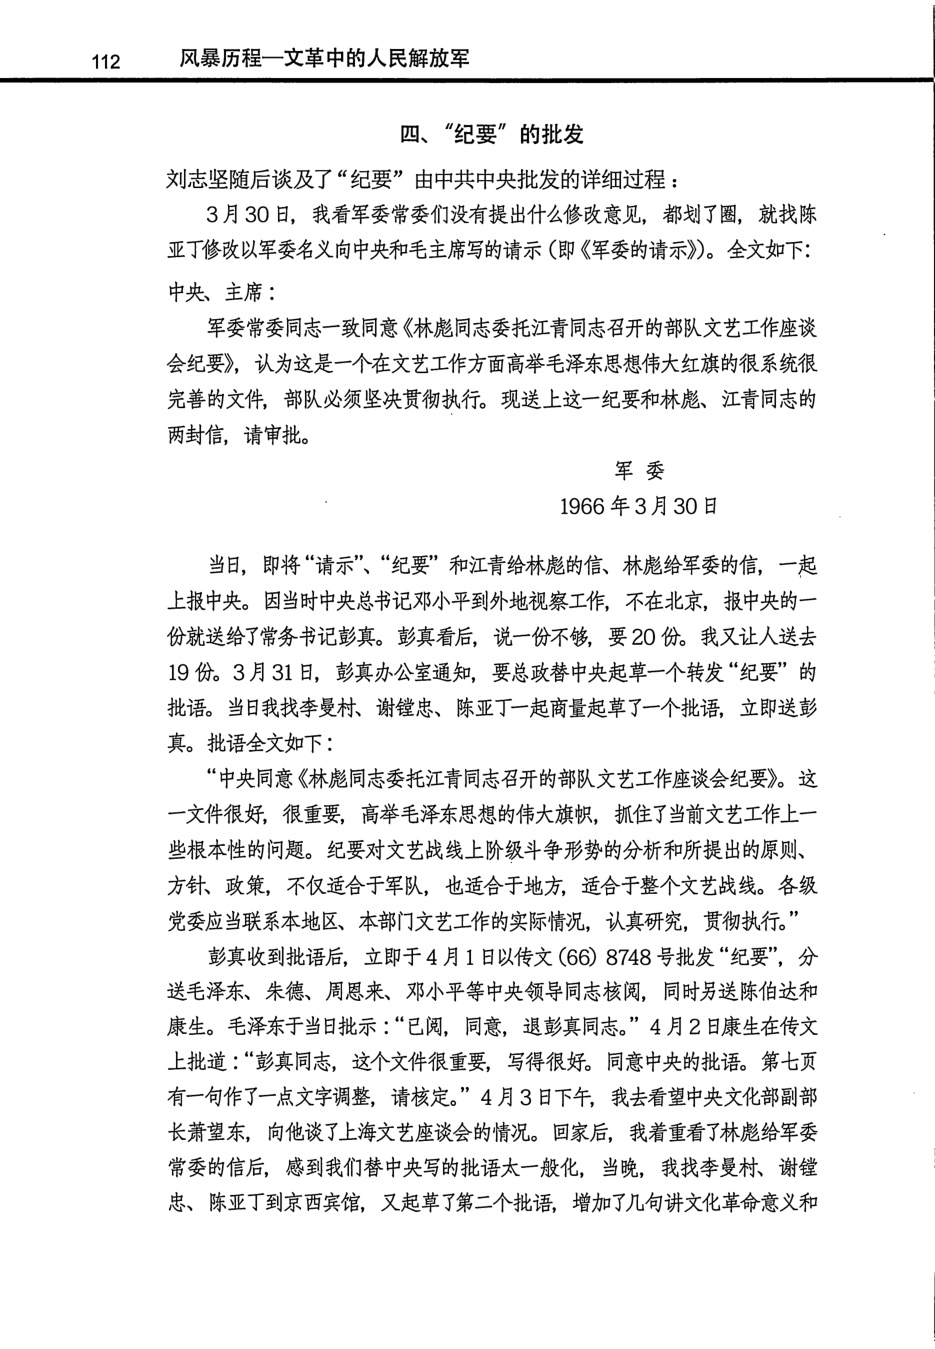 112 风暴历程—文革中的人民解放军
四、“纪要”的批发
刘志坚随后谈及了“纪要”由中共中央批发的详细过程：
3月30日，我看军委常委们没有提出什么修改意见，都划了圈，就找陈
亚丁修改以军委名义向中央和毛主席写的请示（即《军委的请示》）。全文如下：
中央、主席：
军委常委同志一致同意《林彪同志委托江青同志召开的部队文艺工作座谈
会纪要》，认为这是一个在文艺工作方面高举毛泽东思想伟大红旗的很系统很
完善的文件，部队必须坚决贯彻执行。现送上这一纪要和林彪、江青同志的
两封信，请审批。
军 委
1966年3月30日
当日，即将“请示”、“纪要”和江青给林彪的信、林彪给军委的信，一起
上报中央。因当时中央总书记邓小平到外地视察工作，不在北京，报中央的一
份就送给了常务书记彭真。彭真看后，说一份不够，要20份。我又让人送去
19份。3月31日，彭真办公室通知，要总政替中央起草一个转发“纪要”的
批语。当日我找李曼村、谢镗忠、陈亚丁一起商量起草了一个批语，立即送彭
真。批语全文如下：
“中央同意《林彪同志委托江青同志召开的部队文艺工作座谈会纪要》。这
一文件很好，很重要，高举毛泽东思想的伟大旗帜，抓住了当前文艺工作上一
些根本性的问题。纪要对文艺战线上阶级斗争形势的分析和所提出的原则、
方针、政策，不仅适合于军队，也适合于地方，适合于整个文艺战线。各级
党委应当联系本地区、本部门文艺工作的实际情况，认真研究，贯彻执行。”
彭真收到批语后，立即于4月1日以传文（66）8748号批发“纪要”，分
送毛泽东、朱德、周恩来、邓小平等中央领导同志核阅，同时另送陈伯达和
康生。毛泽东于当日批示：“已阅，同意，退彭真同志。”4月2日康生在传文
上批道：“彭真同志，这个文件很重要，写得很好。同意中央的批语。第七页
有一句作了一点文字调整，请核定。”4月3日下午，我去看望中央文化部副部
长萧望东，向他谈了上海文艺座谈会的情况。回家后，我着重看了林彪给军委
常委的信后，感到我们替中央写的批语太一般化，当晚，我找李曼村、谢镗
忠、陈亚丁到京西宾馆，又起草了第二个批语，增加了几句讲文化革命意义和